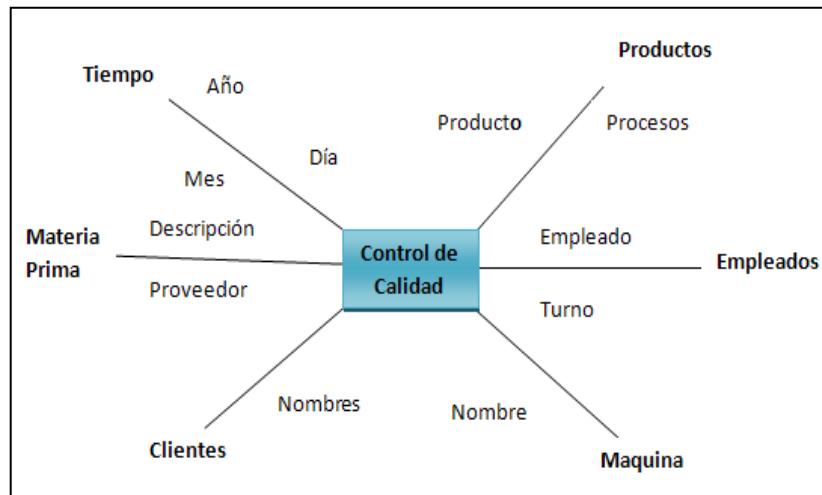 Productos
Tiempo
Año
Producto
Procesos
Día
Mes
Descripción
Materia
Prima
Proveedor
Control de
Calidad
Empleado
Empleados
Turno
Nombres
Nombre
Clientes
Maquina